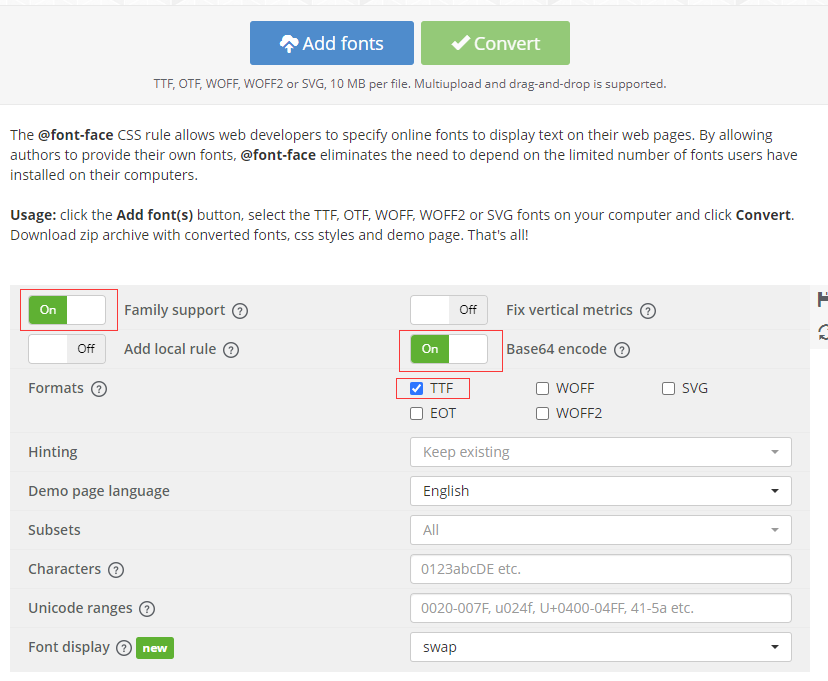 Add fonts
Convert
TTF, OTF, WOFF, WOFF2 or SVG, 10 MB per file. Multiupload and drag-and-drop is supported.
The @font-face CSS rule allows web developers to specify online fonts to display text on their web pages. By allowing
authors to provide their own fonts, @font-face eliminates the need to depend on the limited number of fonts users have
installed on their computers.
Usage: click the Add font(s) button, select the TTF, OTF, WOFF, WOFF2 or SVG fonts on your computer and click Convert.
Download zip archive with converted fonts, css styles and demo page. That's all!
On Family support ? Off Fix vertical metrics ?
Off Add local rule ? On Base64 encode ?
Formats ? TTF WOFF SVG
EOT WOFF2
Hinting Keep existing
Demo page language English
Subsets All
Characters ? 0123abcDE etc.
Unicode ranges ? 0020-007F, u024f, U+0400-04FF, 41-5a etc.
Font display ? new swap